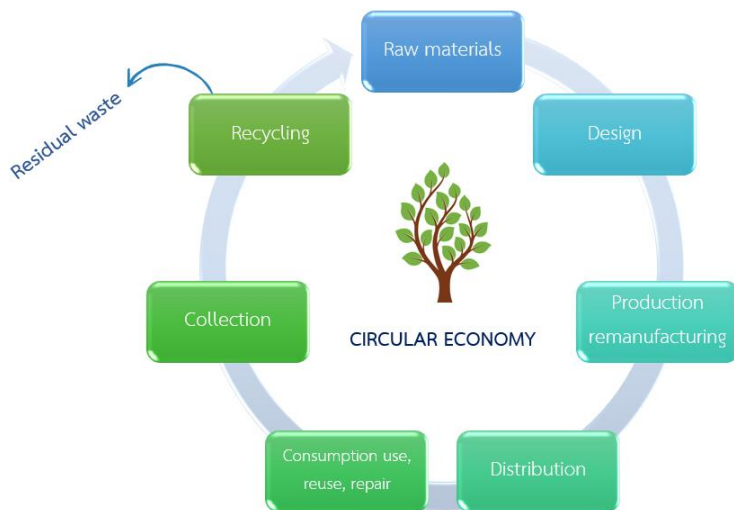 Raw materials
Design
Production
remanufacturing
Distribution
Consumption use,
reuse, repair
Collection
Recycling
Residual waste
CIRCULAR ECONOMY